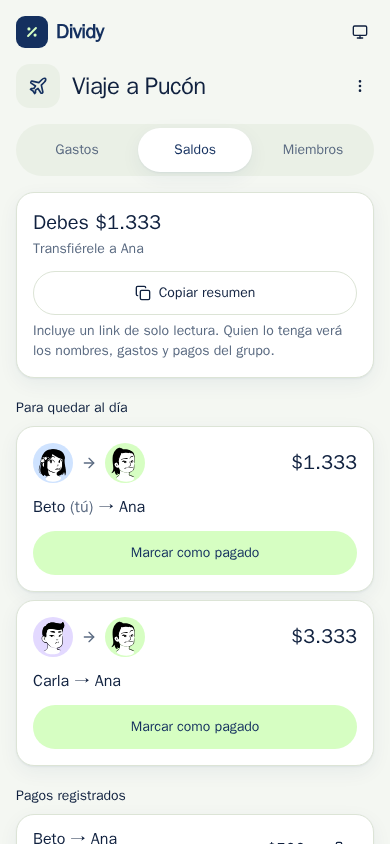 Dividy
Viaje a Pucón
Gastos
Saldos
Miembros
Debes $1.333
Transfiérele a Ana
Copiar resumen
Incluye un link de solo lectura. Quien lo tenga verá
los nombres, gastos y pagos del grupo.
Para quedar al día
$1.333
Beto (tú) → Ana
Marcar como pagado
$3.333
Carla → Ana
Marcar como pagado
Pagos registrados
Beto → Ana